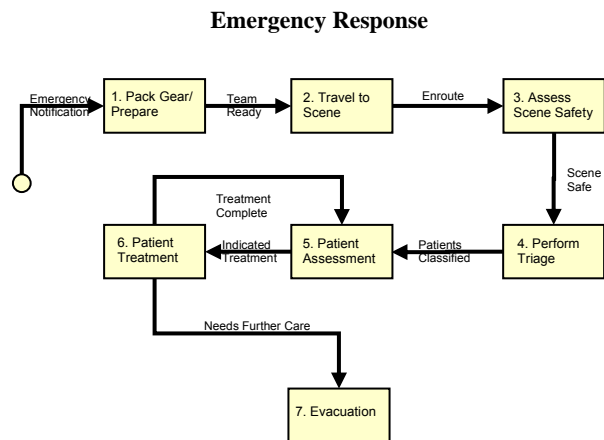 Emergency Response
Emergency
Notification
1. Pack Gear/
Prepare
Team
Ready
2. Travel to
Scene
Enroute
3. Assess
Scene Safety
Scene
Safe
4. Perform
Triage
Patients
Classified
5. Patient
Assessment
Indicated
Treatment
6. Patient
Treatment
Treatment
Complete
Needs Further Care
7. Evacuation